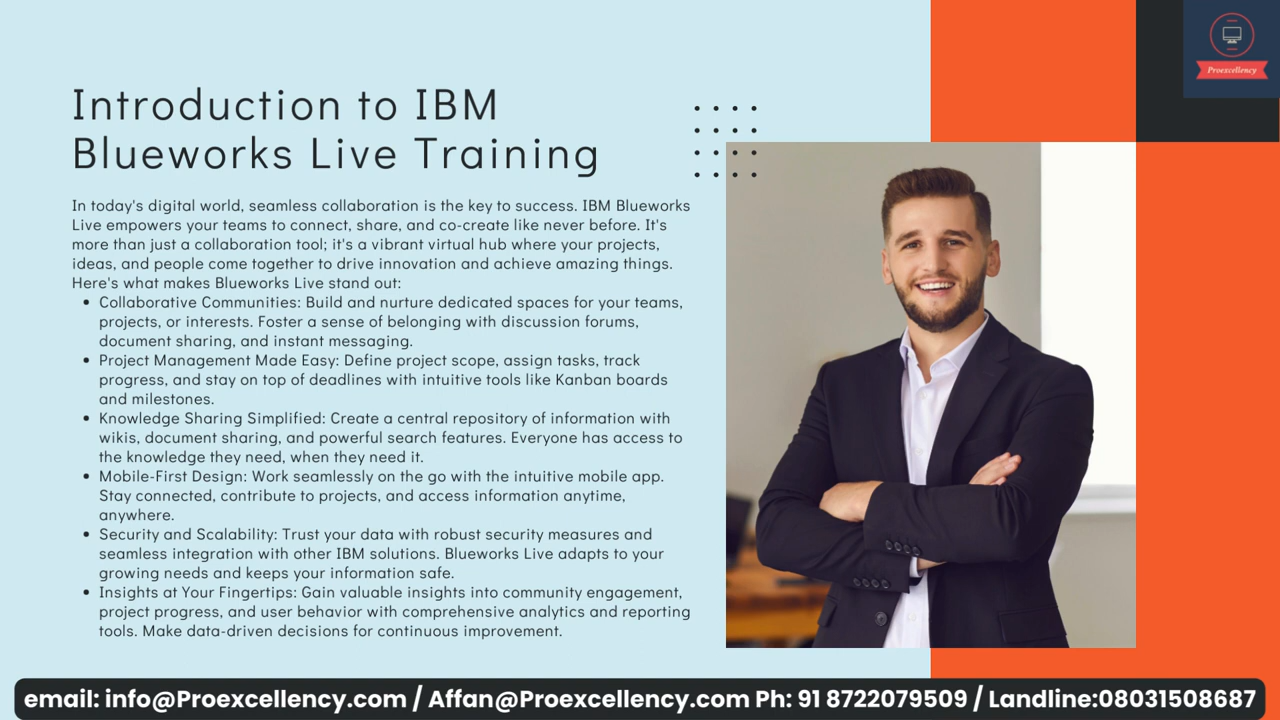 Proexcellency
Introduction to IBM
Blueworks Live Training
In today's digital world, seamless collaboration is the key to success. IBM Blueworks
Live empowers your teams to connect, share, and co-create like never before. It's
more than just a collaboration tool; it's a vibrant virtual hub where your projects,
ideas, and people come together to drive innovation and achieve amazing things.
Here's what makes Blueworks Live stand out:
• Collaborative Communities: Build and nurture dedicated spaces for your teams,
projects, or interests. Foster a sense of belonging with discussion forums,
document sharing, and instant messaging.
• Project Management Made Easy: Define project scope, assign tasks, track
progress, and stay on top of deadlines with intuitive tools like Kanban boards
and milestones.
• Knowledge Sharing Simplified: Create a central repository of information with
wikis, document sharing, and powerful search features. Everyone has access to
the knowledge they need, when they need it.
• Mobile-First Design: Work seamlessly on the go with the intuitive mobile app.
Stay connected, contribute to projects, and access information anytime,
anywhere.
• Security and Scalability: Trust your data with robust security measures and
seamless integration with other IBM solutions. Blueworks Live adapts to your
growing needs and keeps your information safe.
• Insights at Your Fingertips: Gain valuable insights into community engagement,
project progress, and user behavior with comprehensive analytics and reporting
tools. Make data-driven decisions for continuous improvement.
email: info@Proexcellency.com / Affan@Proexcellency.com Ph: 91 8722079509 / Landline:08031508687